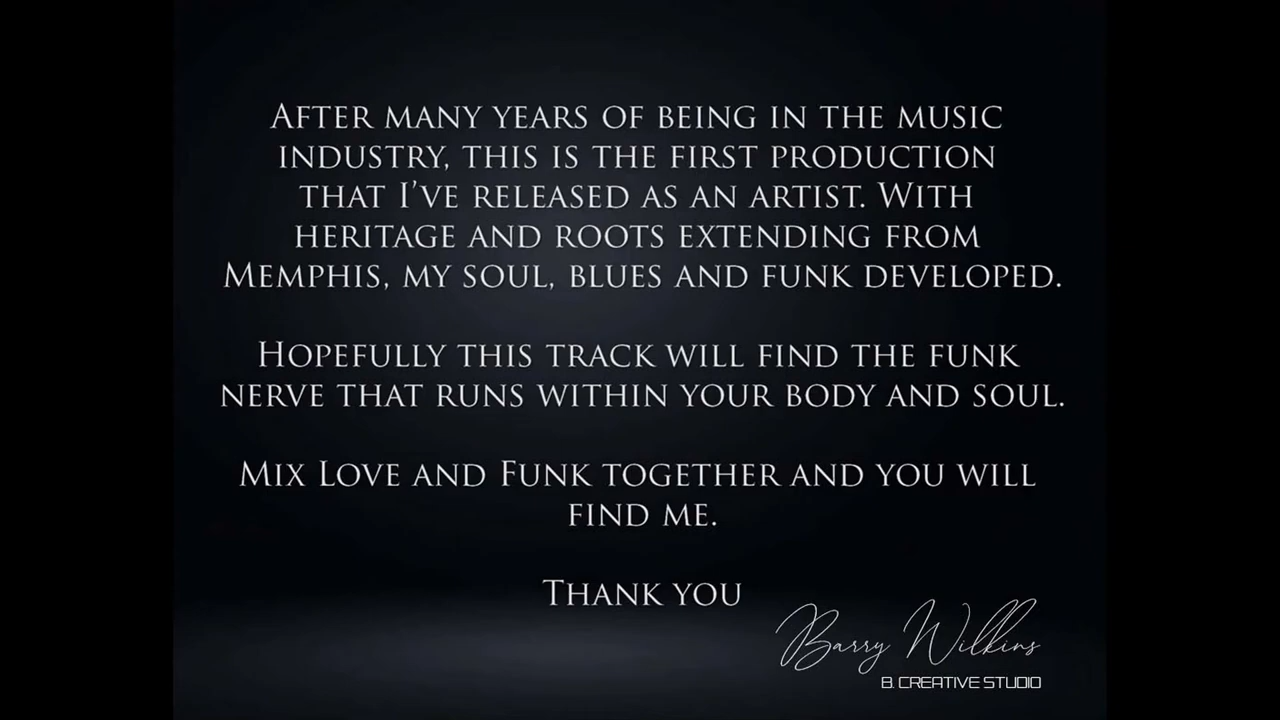 After many years of being in the music
industry, this is the first production
that I’ve released as an artist. With
heritage and roots extending from
Memphis, my soul, blues and funk developed.
Hopefully this track will find the funk
nerve that runs within your body and soul.
Mix Love and Funk together and you will
find me.
Thank you
Barry Wilkins
B. CREATIVE STUDIO